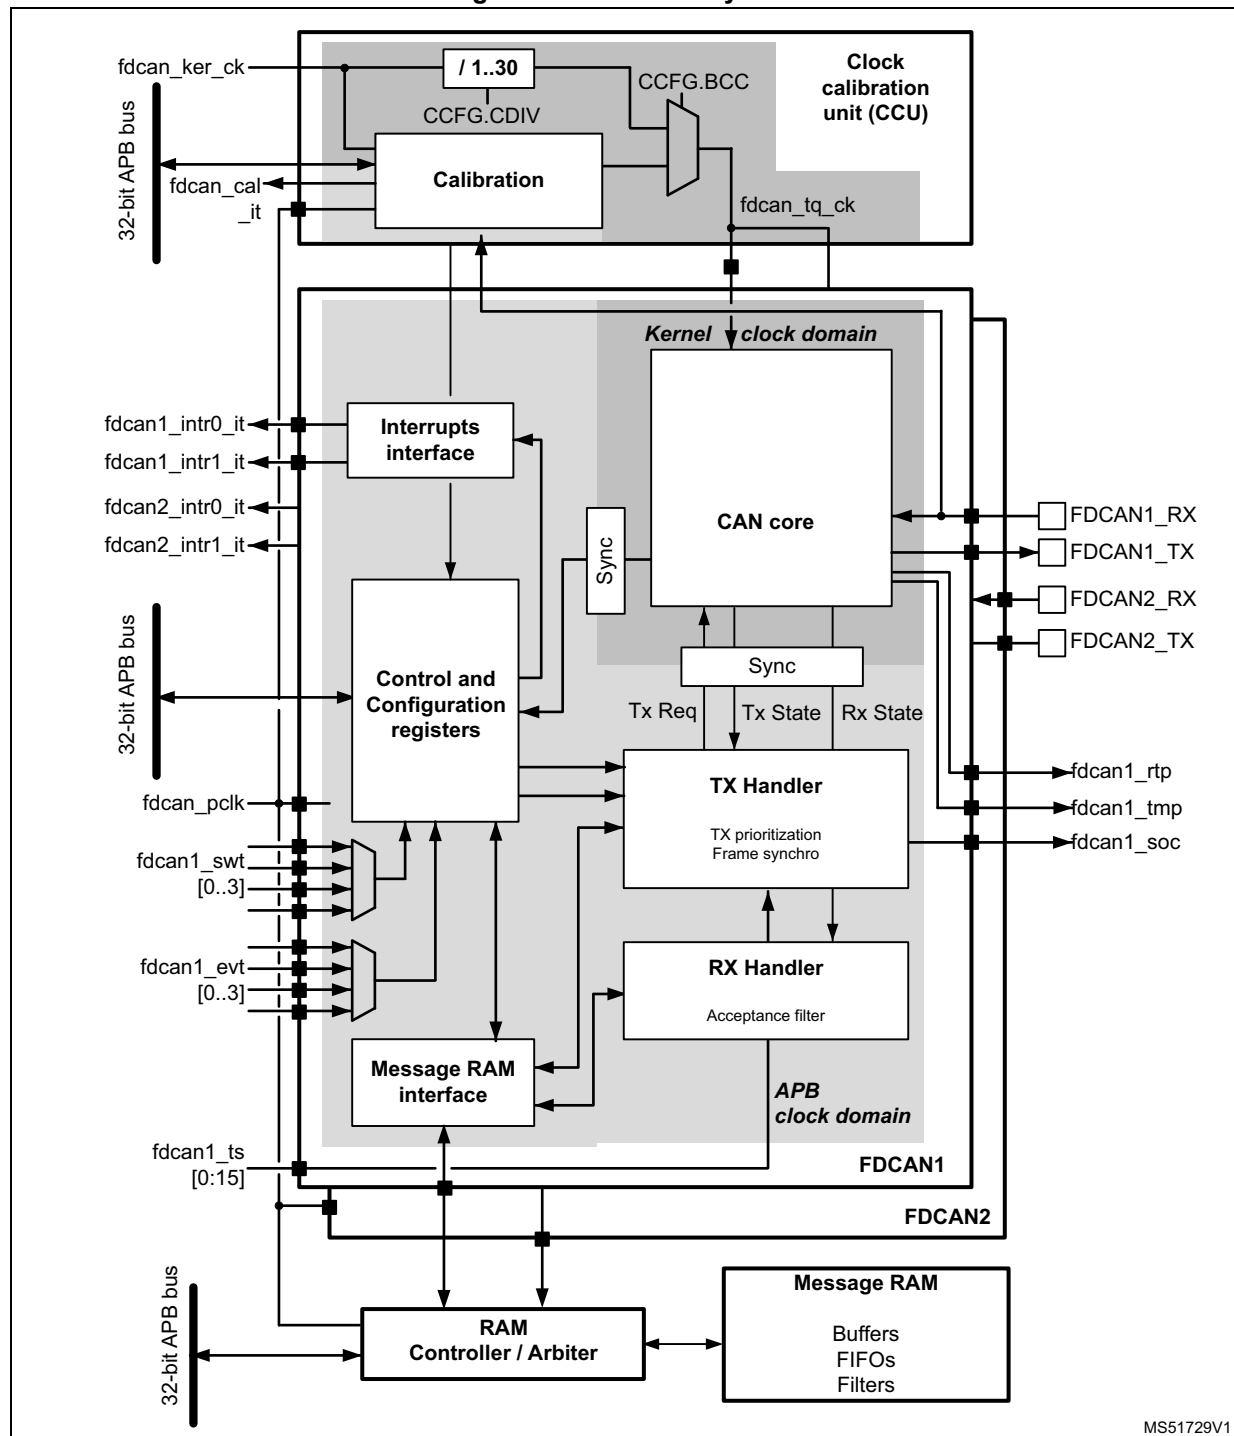 fdcan_ker_ck
/ 1..30
CCFG.CDIV
CCFG.BCC
Clock
calibration
unit (CCU)
32-bit APB bus
Calibration
fdcan_cal
_it
fdcan_tq_ck
Kernel clock domain
CAN core
fdcan1_intr0_it
fdcan1_intr1_it
fdcan2_intr0_it
fdcan2_intr1_it
Interrupts
interface
Sync
FDCAN1_RX
FDCAN1_TX
FDCAN2_RX
FDCAN2_TX
32-bit APB bus
Control and
Configuration
registers
Sync
Tx Req
Tx State
Rx State
TX Handler
TX prioritization
Frame synchro
fdcan1_rtp
fdcan1_tmp
fdcan1_soc
fdcan_pclk
fdcan1_swt
[0..3]
fdcan1_evt
[0..3]
RX Handler
Acceptance filter
Message RAM
interface
APB
clock domain
fdcan1_ts
[0:15]
FDCAN1
FDCAN2
32-bit APB bus
RAM
Controller / Arbiter
Message RAM
Buffers
FIFOs
Filters
MS51729V1